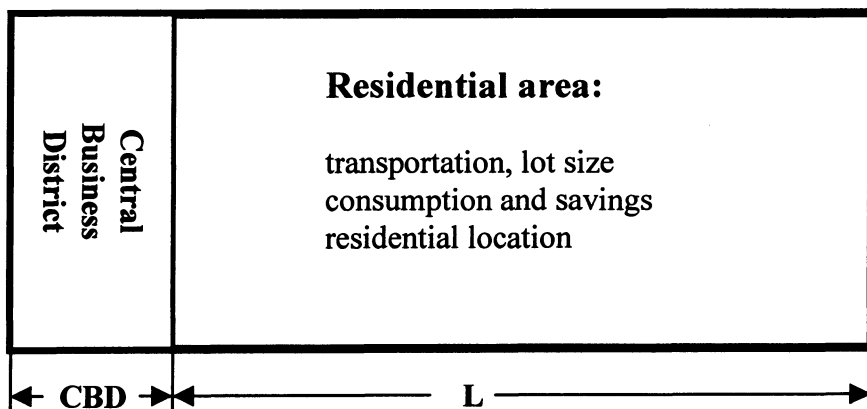 Central
Business
District
Residential area:
transportation, lot size
consumption and savings
residential location
CBD
L